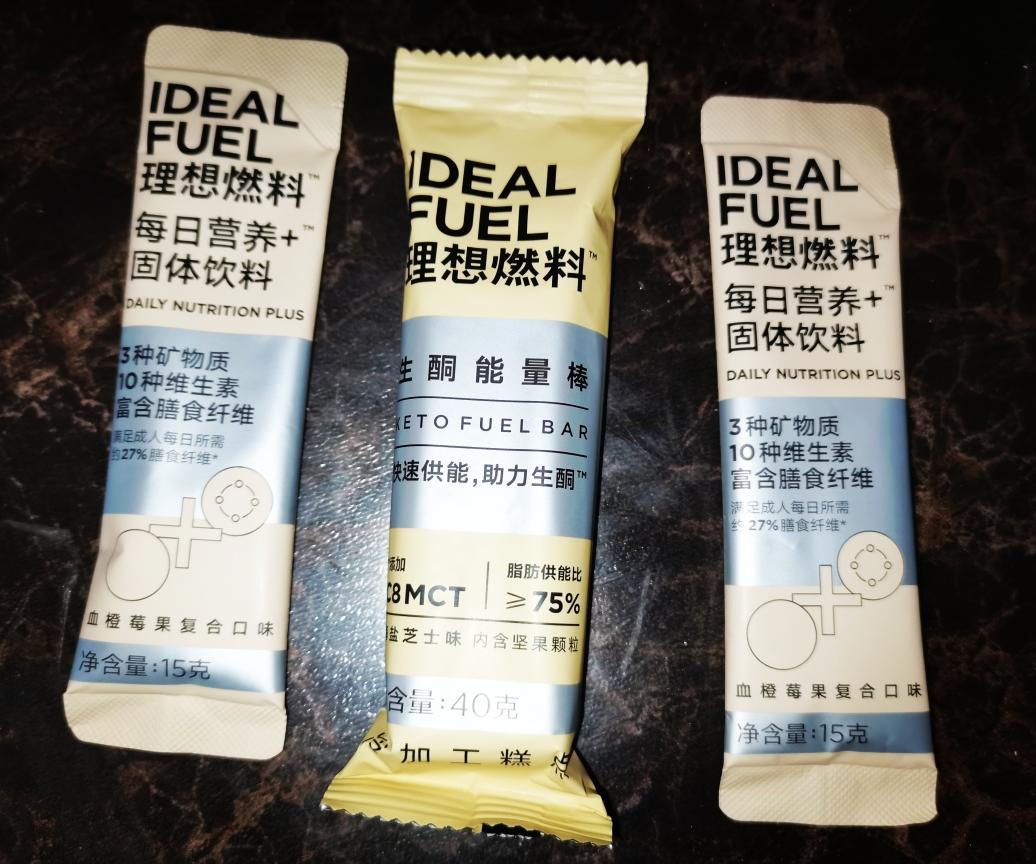 IDEAL
FUEL
理想燃料™
每日营养+™
固体饮料
DAILY NUTRITION PLUS
3种矿物质
10种维生素
富含膳食纤维
满足成人每日所需
约27%膳食纤维*
血橙莓果复合口味
净含量:15克
IDEAL
FUEL
理想燃料™
生酮能量棒
KETO FUEL BAR
快速供能,助力生酮™
添加
C8 MCT
脂肪供能比
≥75%
盐芝士味 内含坚果颗粒
含量:40克
加工糕
IDEAL
FUEL
理想燃料™
每日营养+™
固体饮料
DAILY NUTRITION PLUS
3种矿物质
10种维生素
富含膳食纤维
满足成人每日所需
约27%膳食纤维*
血橙莓果复合口味
净含量:15克